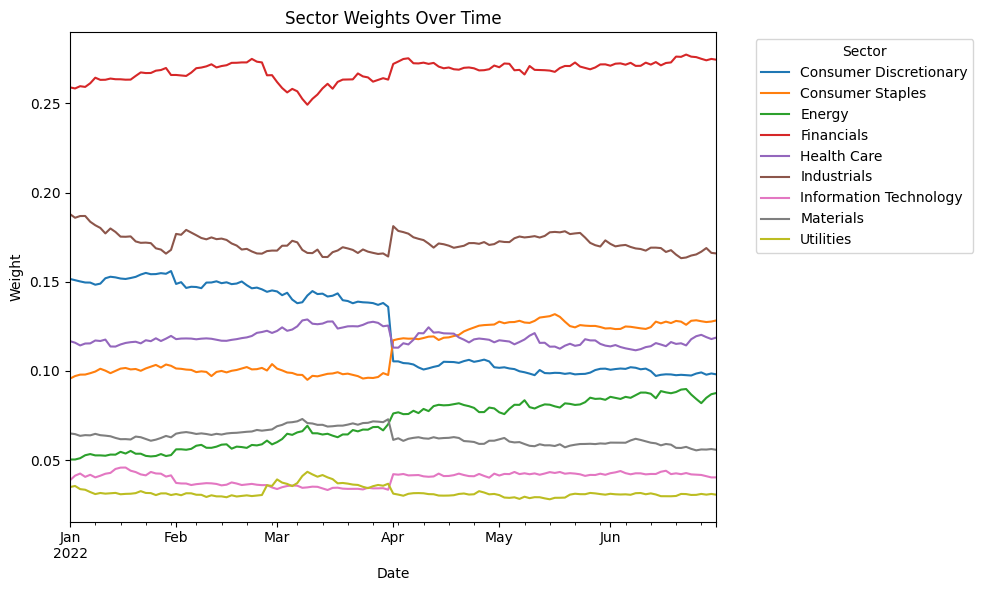 Sector Weights Over Time
Sector
Consumer Discretionary
Consumer Staples
Energy
Financials
Health Care
Industrials
Information Technology
Materials
Utilities
Weight
0.25
0.20
0.15
0.10
0.05
Jan Feb Mar Apr May Jun
2022
Date